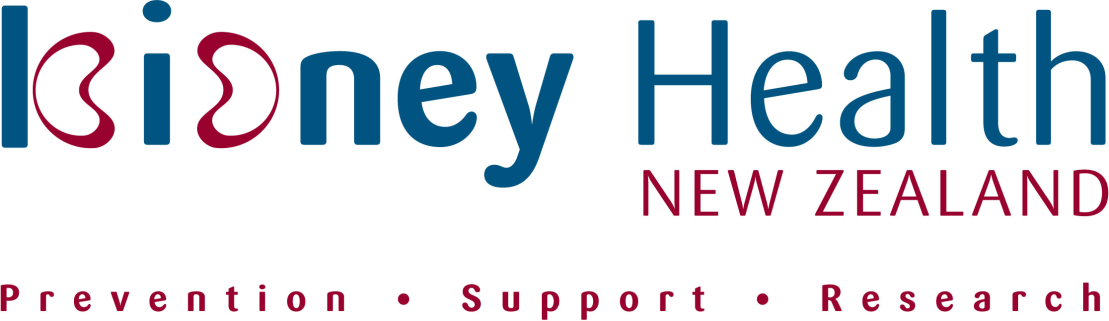 kidney Health
NEW ZEALAND
Prevention • Support • Research